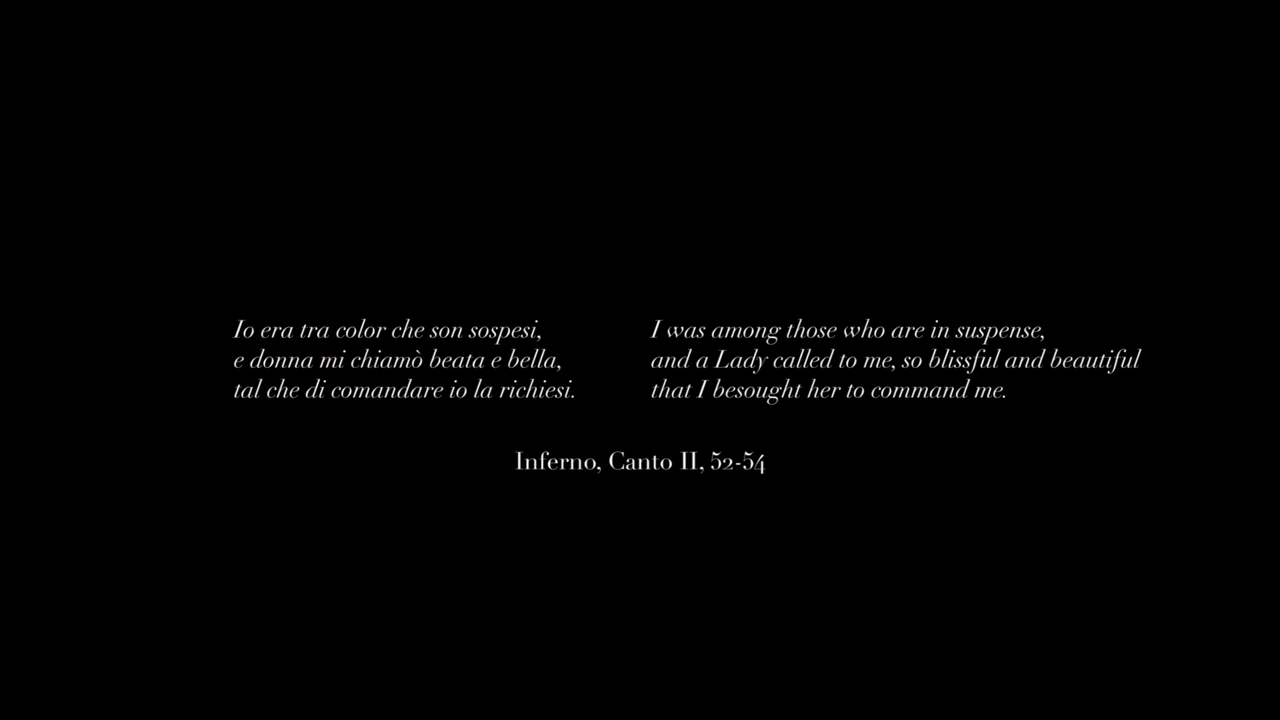 Io era tra color che son sospesi,
e donna mi chiamò beata e bella,
tal che di comandare io la richiesi.
I was among those who are in suspense,
and a Lady called to me, so blissful and beautiful
that I besought her to command me.
Inferno, Canto II, 52-54